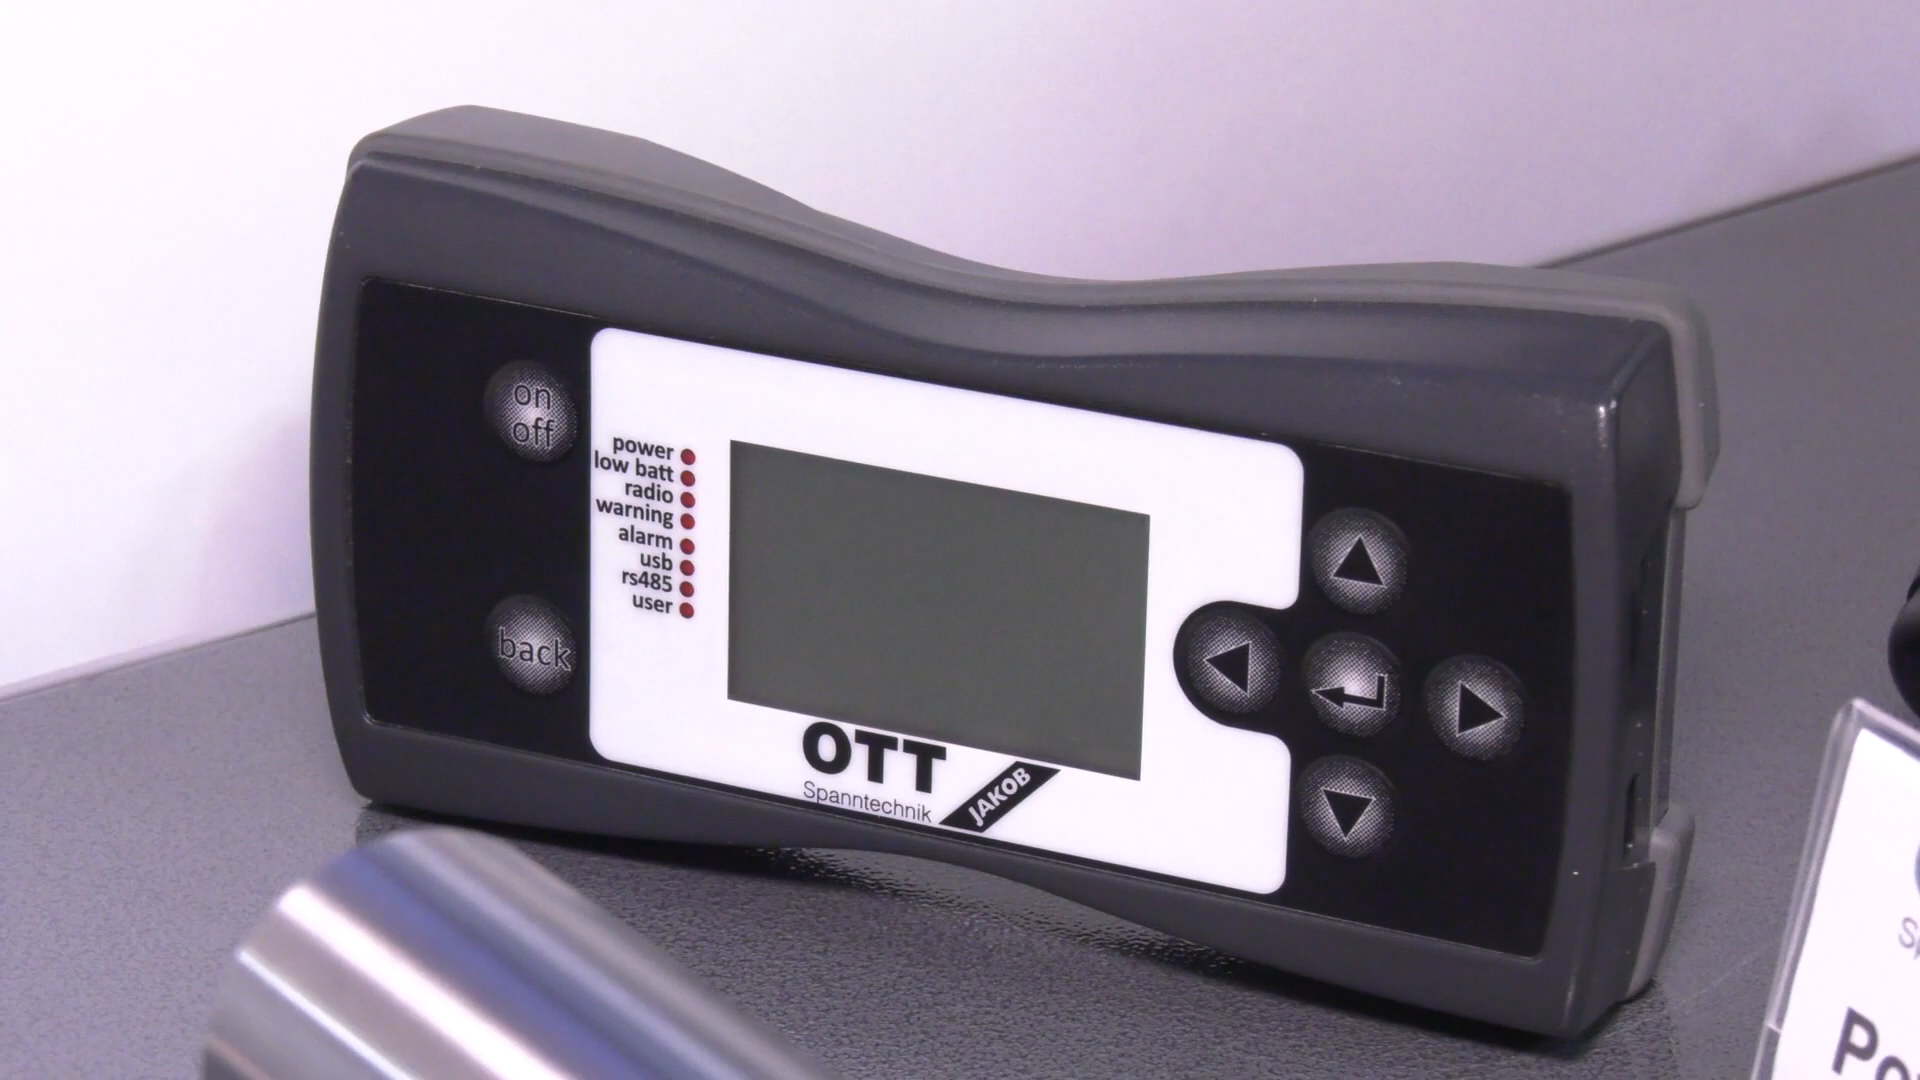 on
off
back
power
low batt
radio
warning
alarm
usb
rs485
user
OTT
Spanntechnik
JAKOB